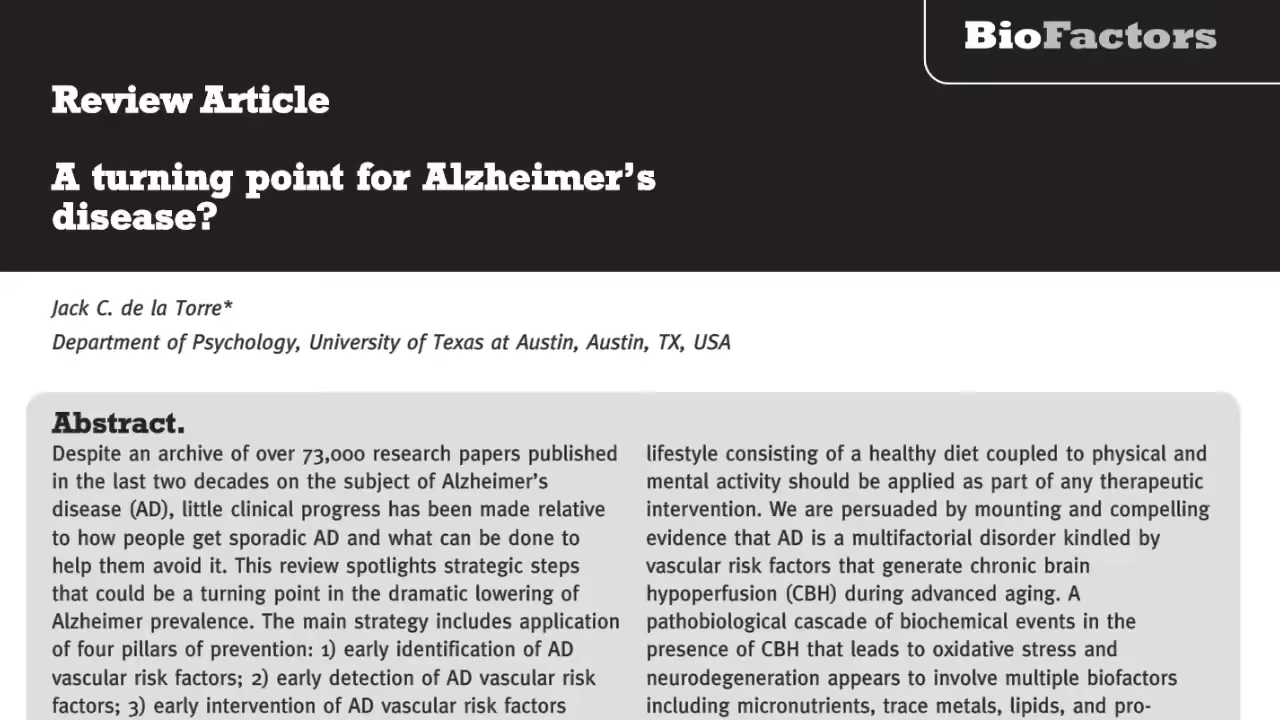 BioFactors
Review Article
A turning point for Alzheimer’s
disease?
Jack C. de la Torre*
Department of Psychology, University of Texas at Austin, Austin, TX, USA
Abstract.
Despite an archive of over 73,000 research papers published
in the last two decades on the subject of Alzheimer’s
disease (AD), little clinical progress has been made relative
to how people get sporadic AD and what can be done to
help them avoid it. This review spotlights strategic steps
that could be a turning point in the dramatic lowering of
Alzheimer prevalence. The main strategy includes application
of four pillars of prevention: 1) early identification of AD
vascular risk factors; 2) early detection of AD vascular risk
factors; 3) early intervention of AD vascular risk factors
lifestyle consisting of a healthy diet coupled to physical and
mental activity should be applied as part of any therapeutic
intervention. We are persuaded by mounting and compelling
evidence that AD is a multifactorial disorder kindled by
vascular risk factors that generate chronic brain
hypoperfusion (CBH) during advanced aging. A
pathobiological cascade of biochemical events in the
presence of CBH that leads to oxidative stress and
neurodegeneration appears to involve multiple biofactors
including micronutrients, trace metals, lipids, and pro-